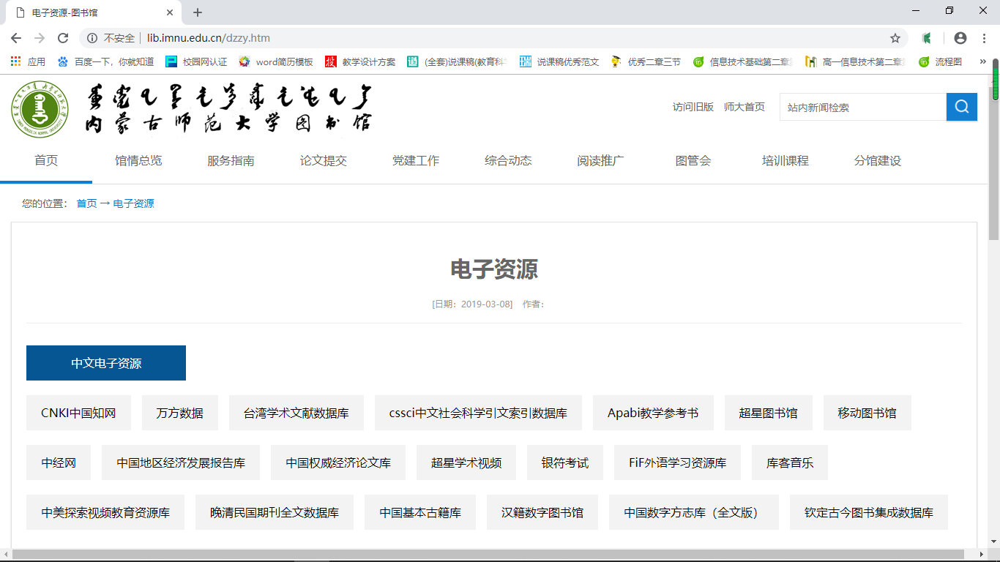 电子资源-图书馆
不安全 lib.imnu.edu.cn/dzzy.htm
应用 百度一下，你就知道 校园网认证 word简历模板 教学设计方案 (全套)说课稿(教育科 说课稿优秀范文 优秀二章三节 信息技术基础第二章 高一信息技术第二章 流程图
内蒙古师范大学图书馆
访问旧版 师大首页 站内新闻检索
首页 馆情总览 服务指南 论文提交 党建工作 综合动态 阅读推广 图管会 培训课程 分馆建设
您的位置： 首页 → 电子资源
电子资源
[日期：2019-03-08] 作者：
中文电子资源
CNKI中国知网 万方数据 台湾学术文献数据库 cssci中文社会科学引文索引数据库 Apabi教学参考书 超星图书馆 移动图书馆
中经网 中国地区经济发展报告库 中国权威经济论文库 超星学术视频 银符考试 FiF外语学习资源库 库客音乐
中美探索视频教育资源库 晚清民国期刊全文数据库 中国基本古籍库 汉籍数字图书馆 中国数字方志库（全文版） 钦定古今图书集成数据库